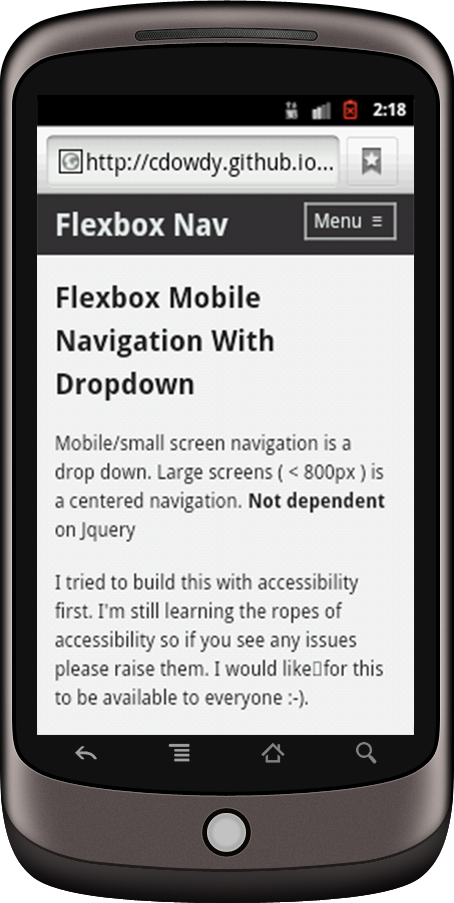 2:18
http://cdowdy.github.io...
Flexbox Nav
Menu ≡
Flexbox Mobile
Navigation With
Dropdown
Mobile/small screen navigation is a
drop down. Large screens ( < 800px ) is
a centered navigation. Not dependent
on Jquery
I tried to build this with accessibility
first. I'm still learning the ropes of
accessibility so if you see any issues
please raise them. I would like▯for this
to be available to everyone :-).